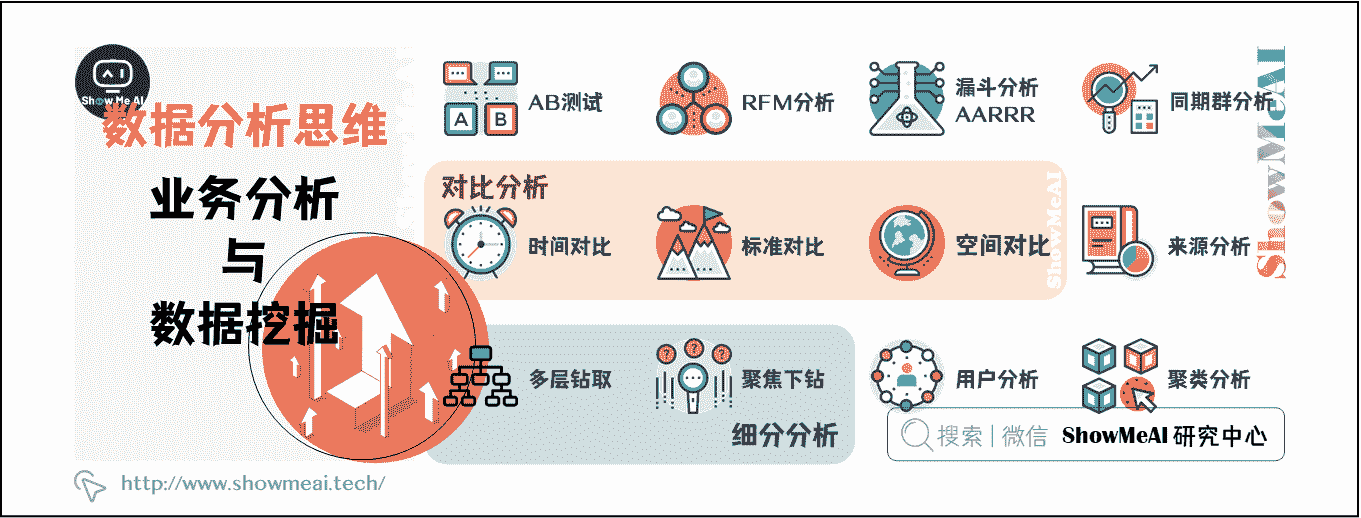 Show Me AI
数据分析思维
业务分析
与
数据挖掘
http://www.showmeai.tech/
A B
AB测试
RFM分析
漏斗分析
AARRR
同期群分析
对比分析
时间对比
标准对比
空间对比
ShowMeAI
来源分析
ShowMeAI
多层钻取
? ? ?
聚焦下钻
细分分析
用户分析
聚类分析
搜索 | 微信 ShowMeAI 研究中心